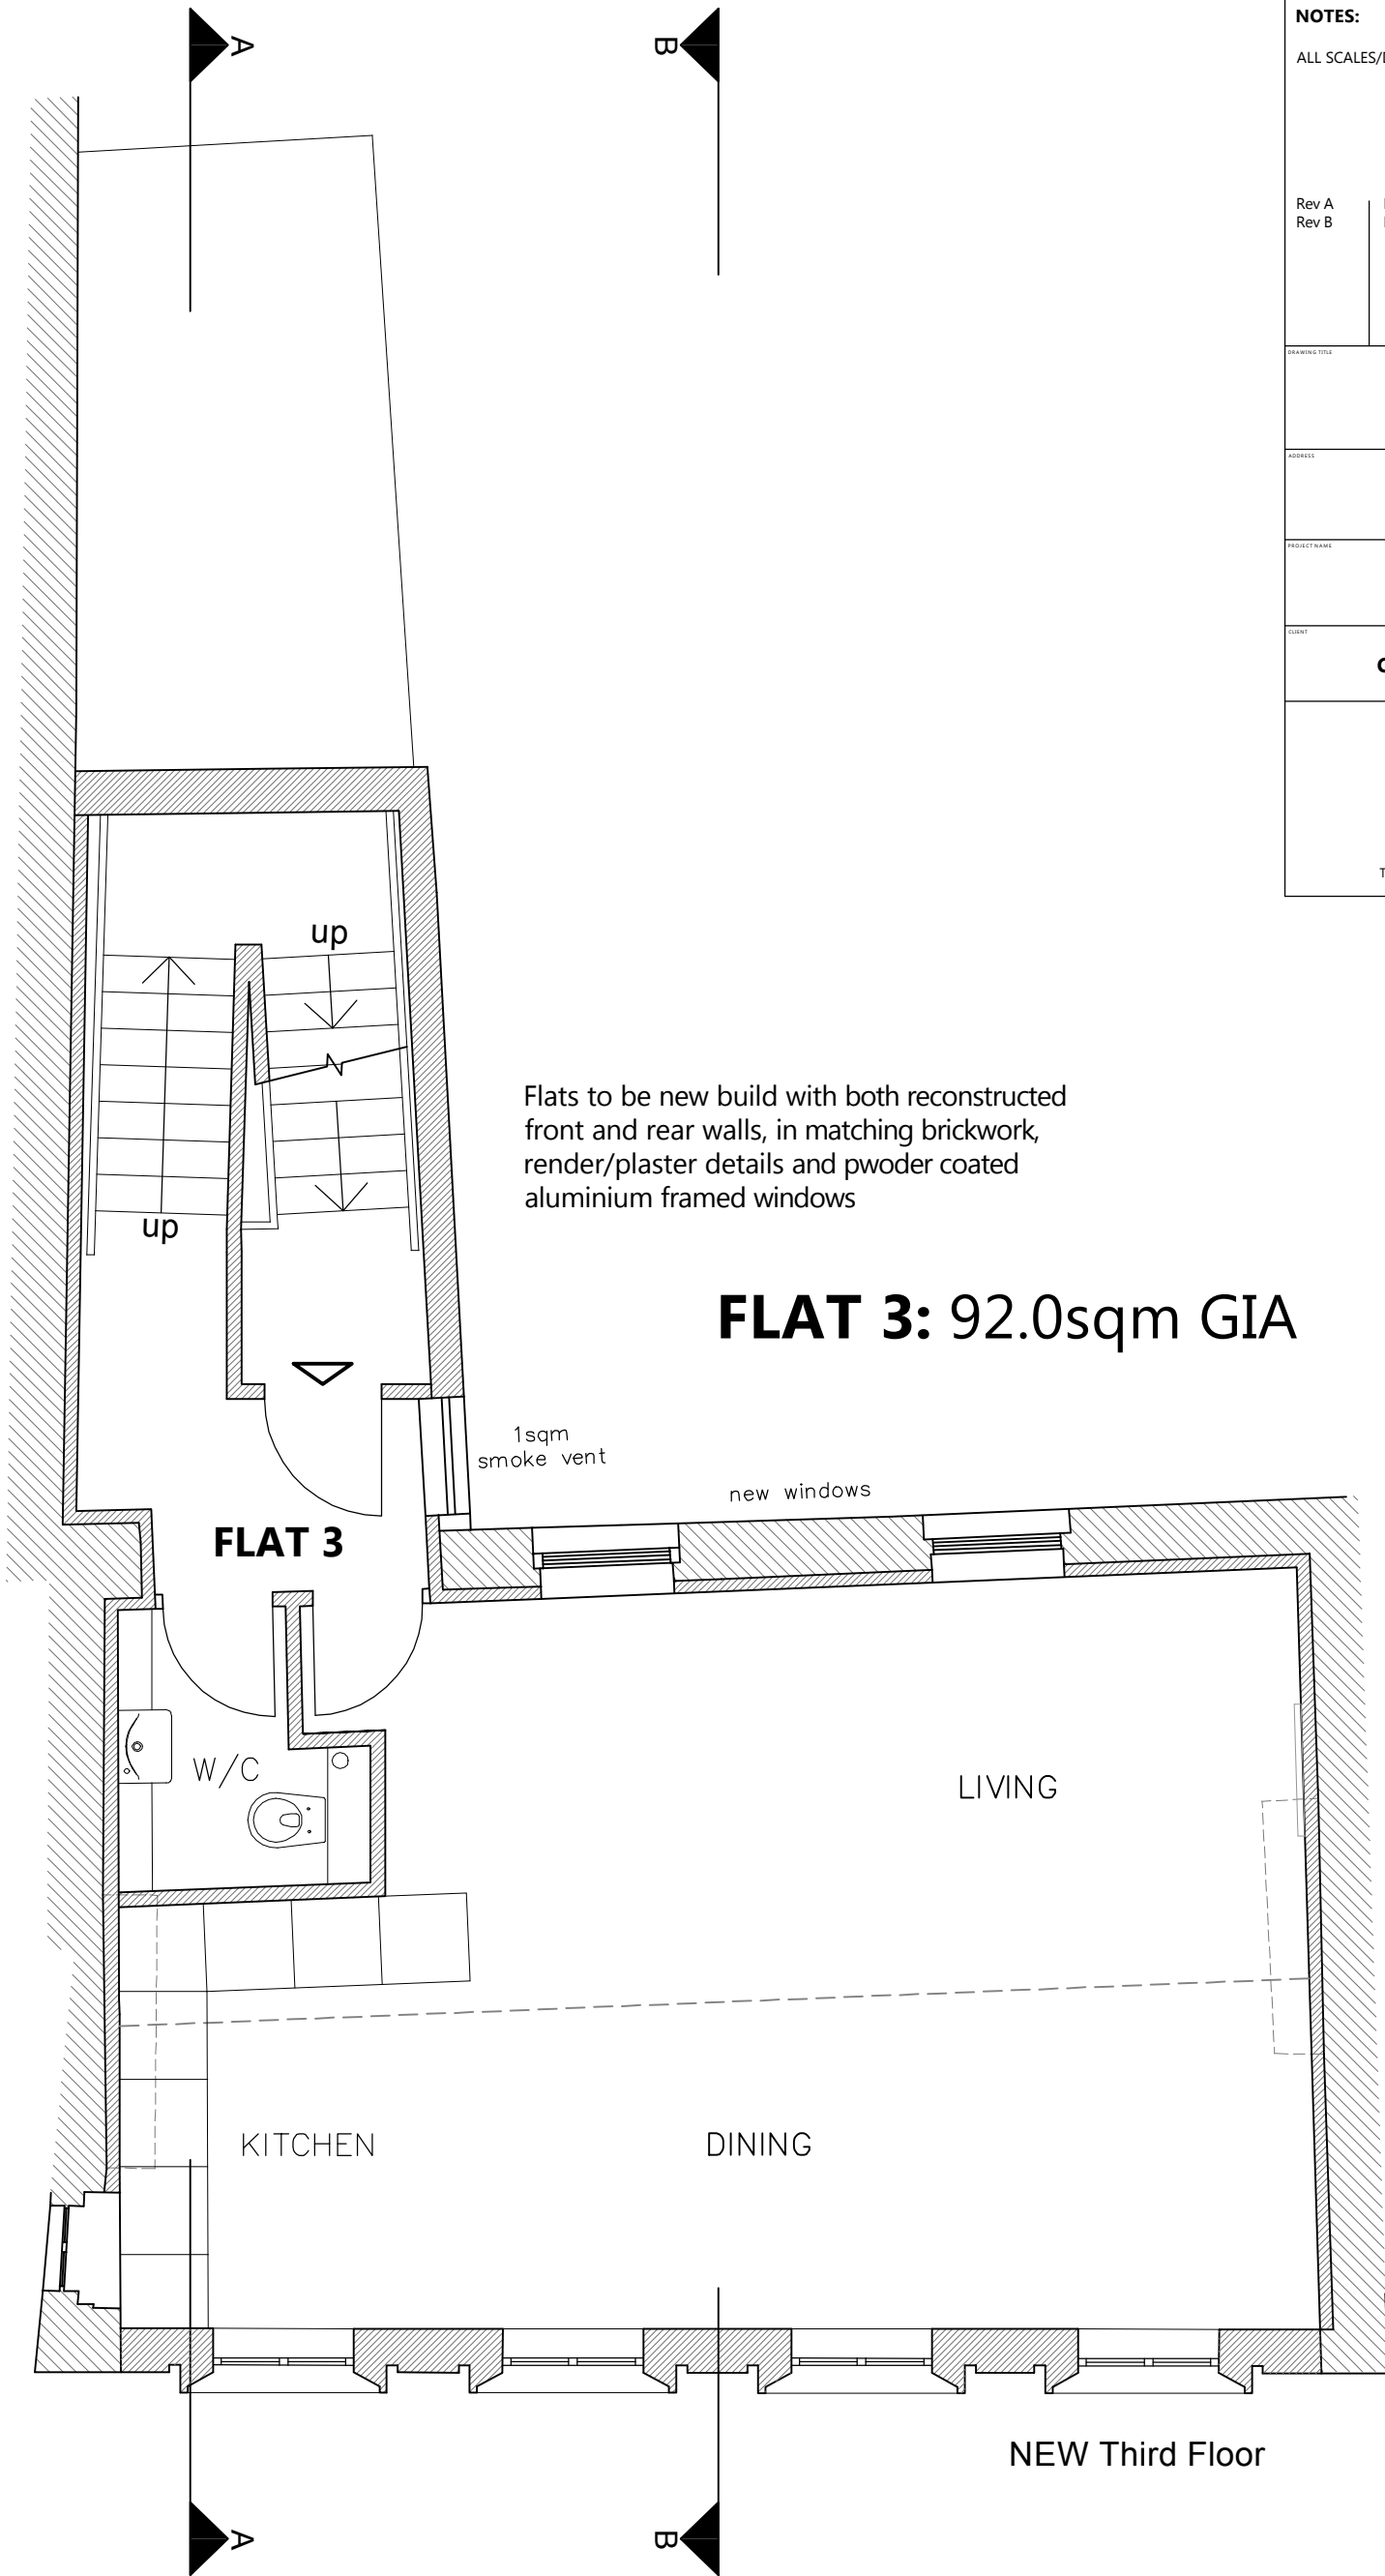 A
B
NOTES:
ALL SCALES/
Rev A
Rev B
DRAWING TITLE
ADDRESS
PROJECT NAME
CLIENT
up
up
Flats to be new build with both reconstructed
front and rear walls, in matching brickwork,
render/plaster details and pwoder coated
aluminium framed windows
FLAT 3: 92.0sqm GIA
1sqm
smoke vent
new windows
FLAT 3
W/C
LIVING
KITCHEN
DINING
NEW Third Floor
A
B